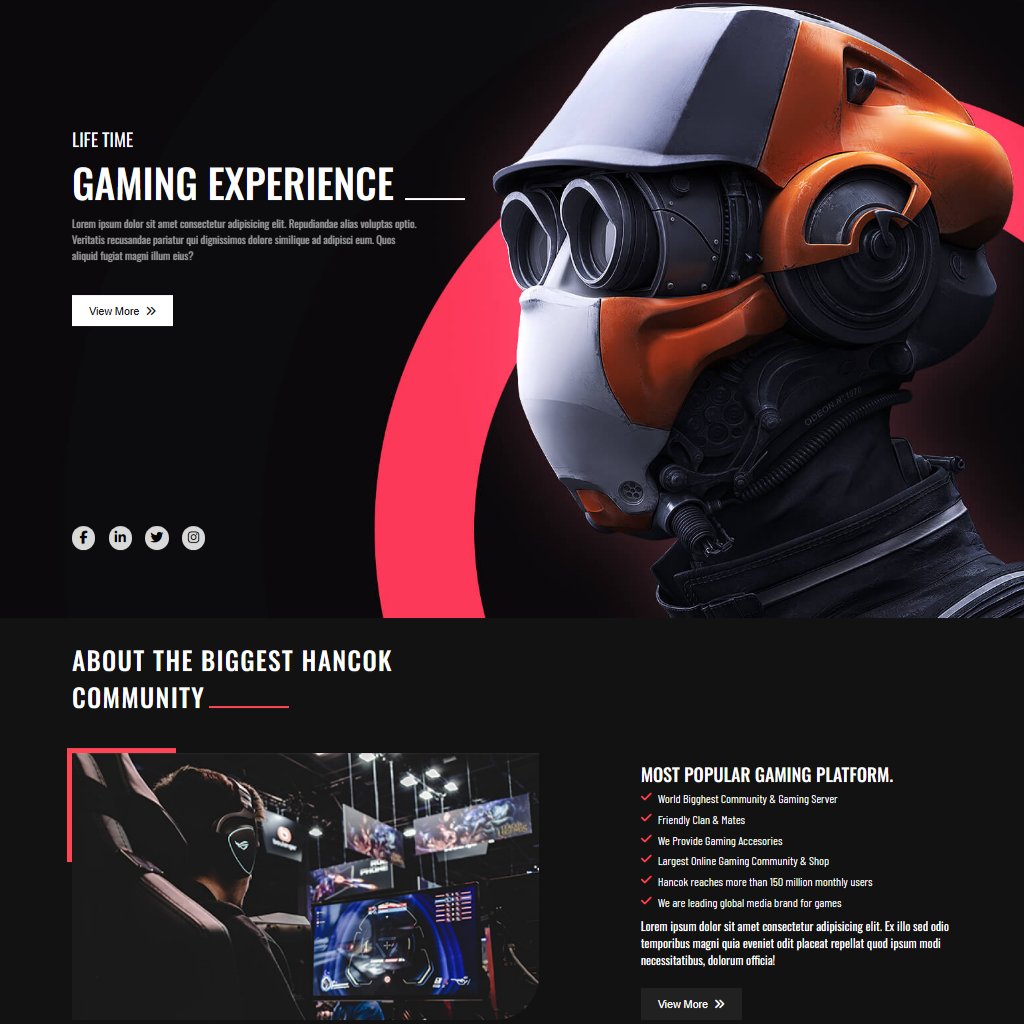 LIFE TIME
GAMING EXPERIENCE
Lorem ipsum dolor sit amet consectetur adipisicing elit. Repudiandae alias voluptas optio.
Veritatis recusandae pariatur qui dignissimos dolore similique ad adipisci eum. Quos
aliquid fugiat magni illum eius?
View More
ODEON N°1970
ABOUT THE BIGGEST HANCOK
COMMUNITY
MOST POPULAR GAMING PLATFORM.
World Bigghest Community & Gaming Server
Friendly Clan & Mates
We Provide Gaming Accesories
Largest Online Gaming Community & Shop
Hancok reaches more than 150 million monthly users
We are leading global media brand for games
Lorem ipsum dolor sit amet consectetur adipisicing elit. Ex illo sed odio
temporibus magni quia eveniet odit placeat repellat quod ipsum modi
necessitatibus, dolorum officia!
View More